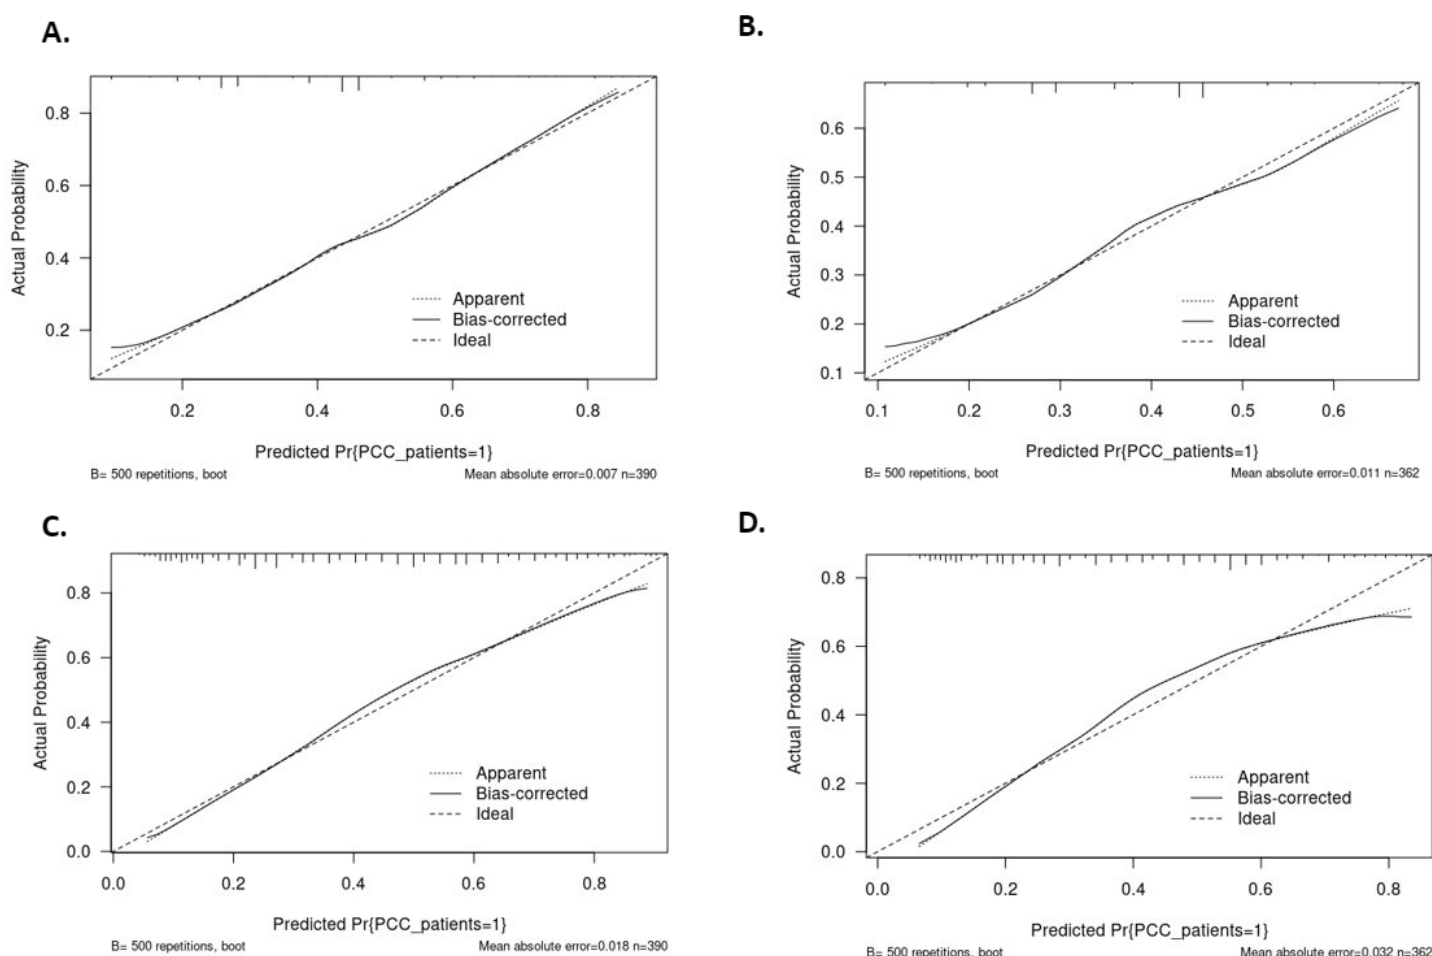 A.
0.8
0.6
0.4
0.2
Actual Probability
Apparent
Bias-corrected
Ideal
0.2 0.4 0.6 0.8
Predicted Pr{PCC_patients=1}
B= 500 repetitions, boot Mean absolute error=0.007 n=390
B.
0.6
0.5
0.4
0.3
0.2
0.1
Actual Probability
Apparent
Bias-corrected
Ideal
0.1 0.2 0.3 0.4 0.5 0.6
Predicted Pr{PCC_patients=1}
B= 500 repetitions, boot Mean absolute error=0.011 n=362
C.
0.8
0.6
0.4
0.2
0.0
Actual Probability
Apparent
Bias-corrected
Ideal
0.0 0.2 0.4 0.6 0.8
Predicted Pr{PCC_patients=1}
B= 500 repetitions, boot Mean absolute error=0.018 n=390
D.
0.8
0.6
0.4
0.2
0.0
Actual Probability
Apparent
Bias-corrected
Ideal
0.0 0.2 0.4 0.6 0.8
Predicted Pr{PCC_patients=1}
B= 500 repetitions, boot Mean absolute error=0.032 n=362